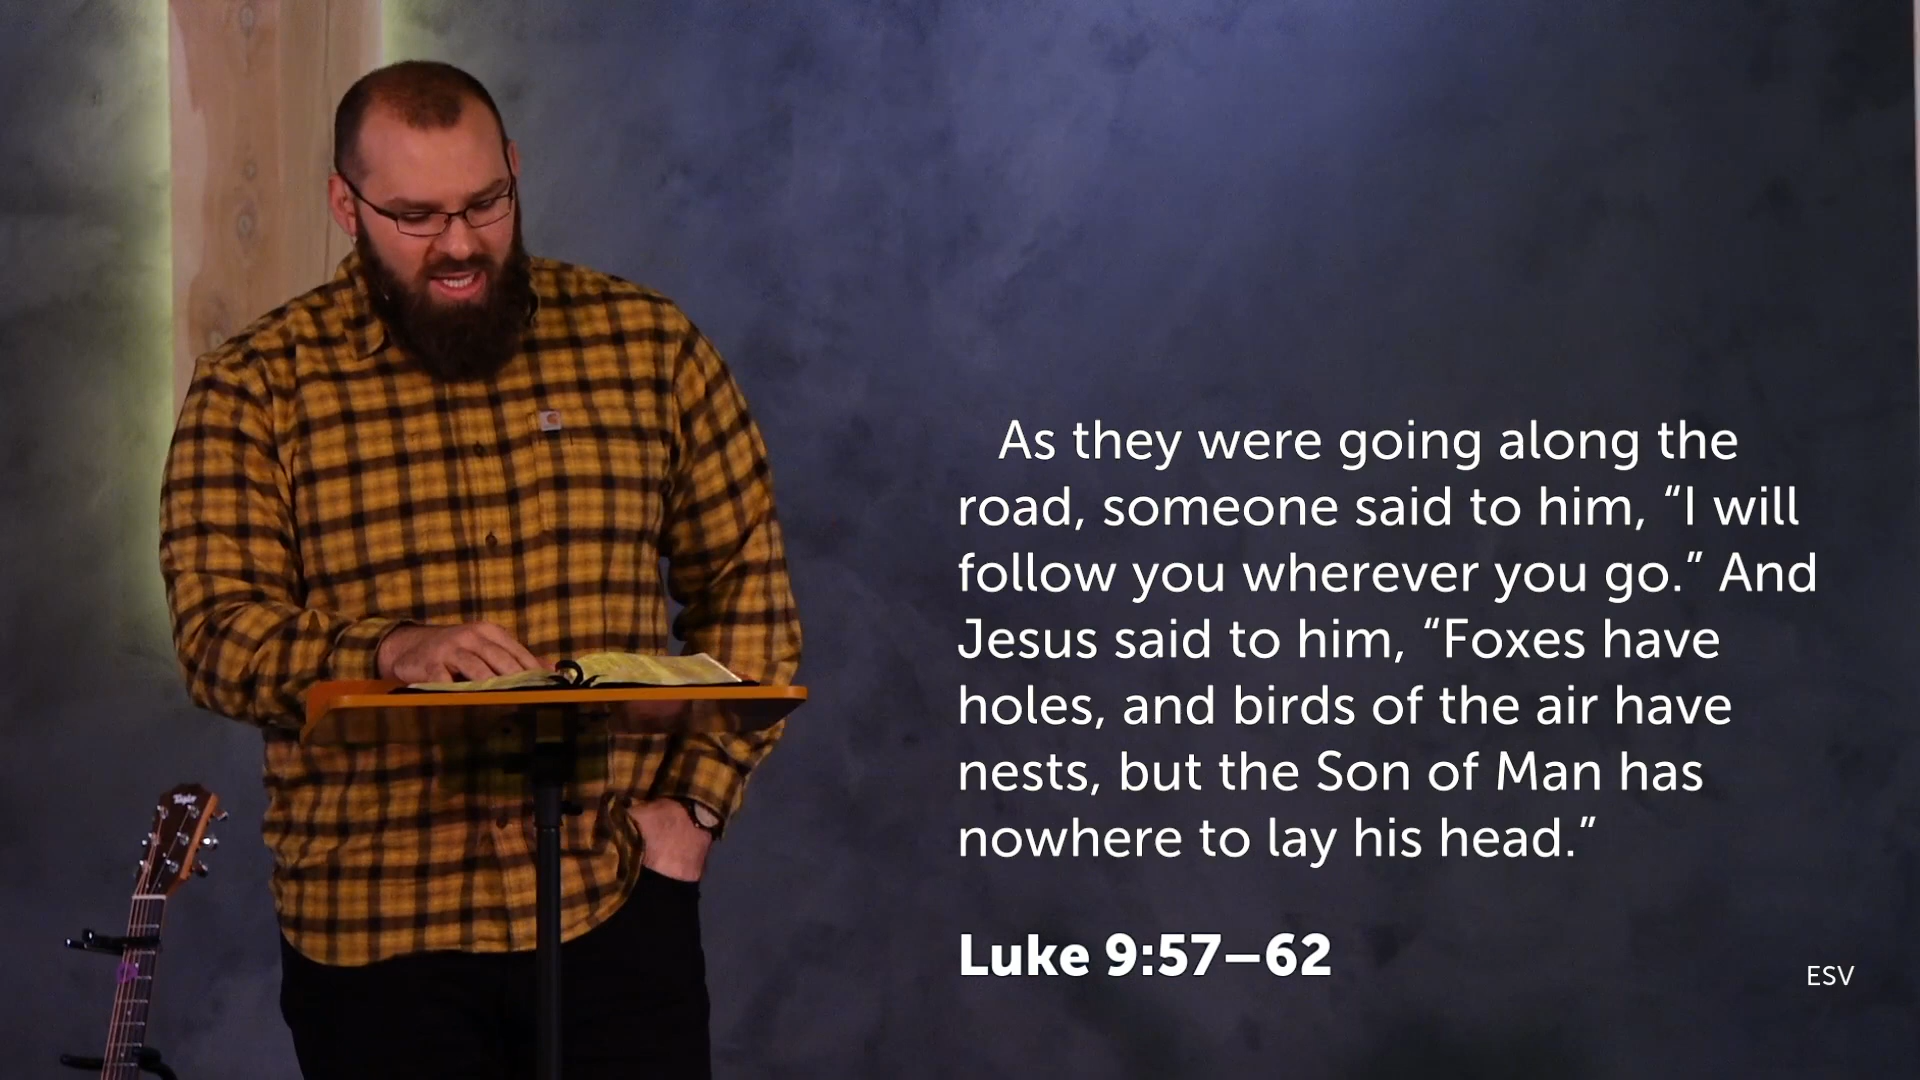 As they were going along the
road, someone said to him, “I will
follow you wherever you go.” And
Jesus said to him, “Foxes have
holes, and birds of the air have
nests, but the Son of Man has
nowhere to lay his head.”
Luke 9:57–62
ESV
Taylor